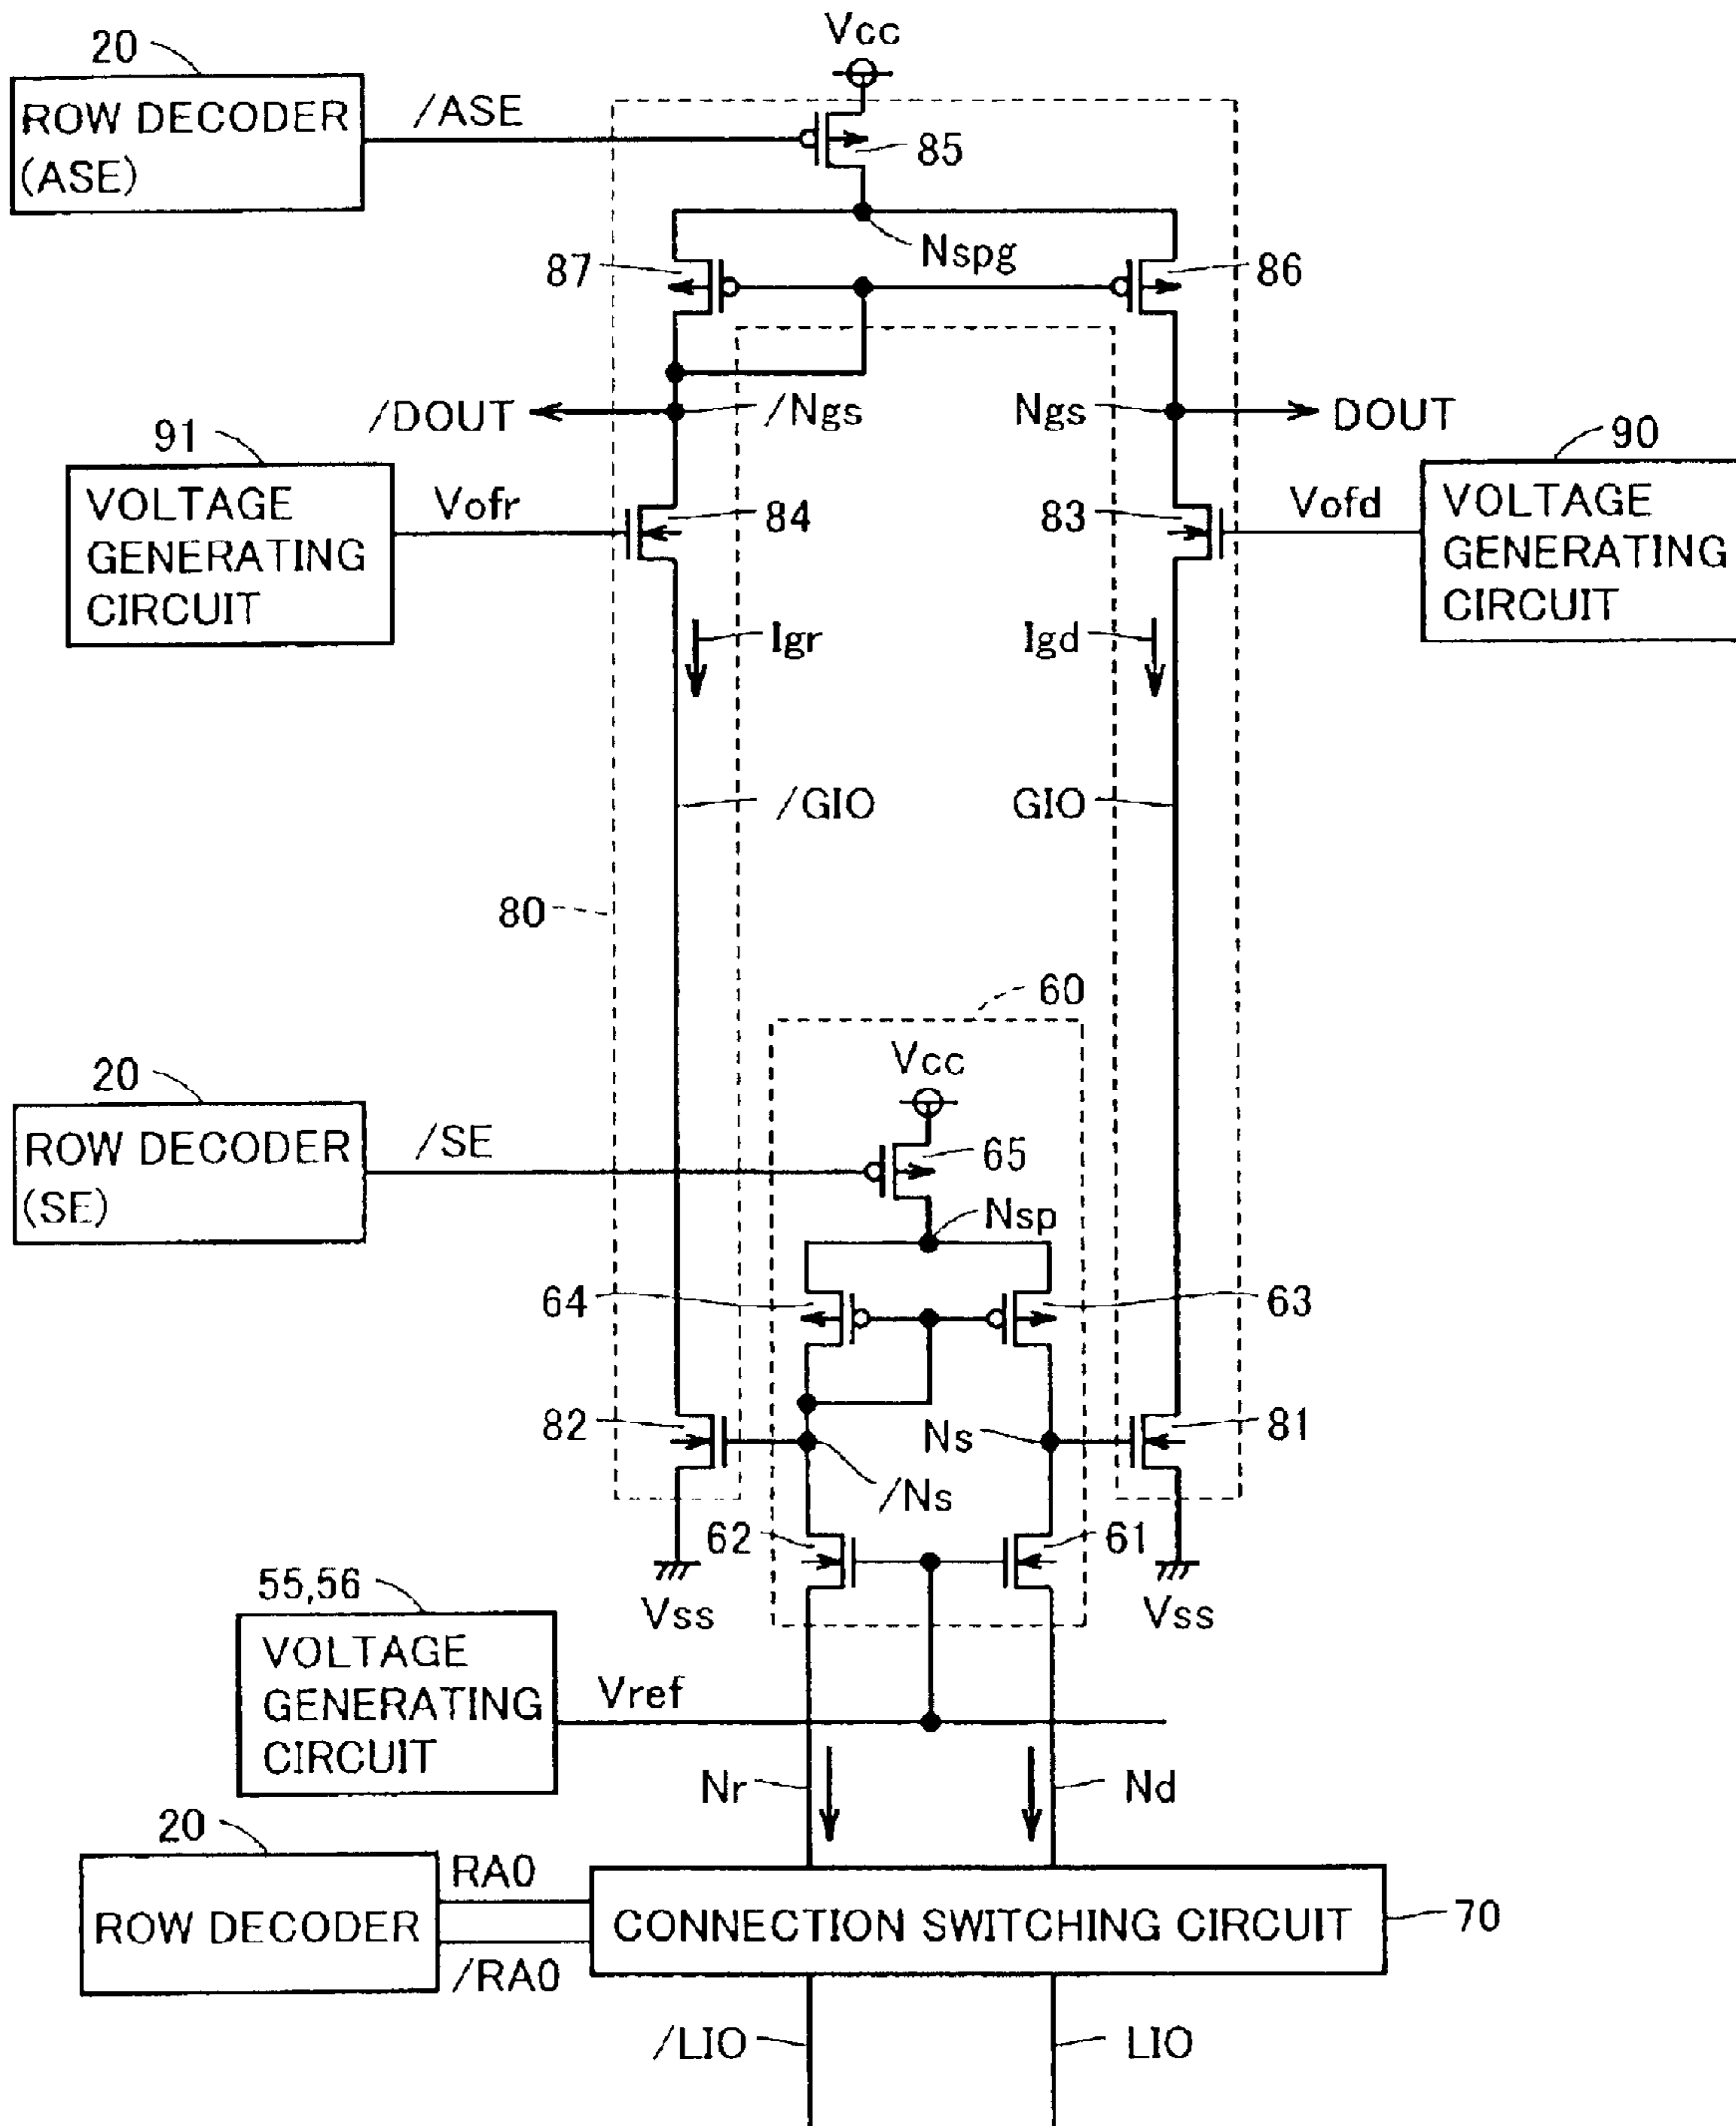 20
Vcc
ROW DECODER
(ASE)
/ASE
85
Nspg
87
86
/DOUT
/Ngs
Ngs
DOUT
91
90
VOLTAGE
GENERATING
CIRCUIT
Vofr
84
83
Vofd
VOLTAGE
GENERATING
CIRCUIT
Igr
Igd
/GIO
GIO
80
60
Vcc
20
ROW DECODER
(SE)
/SE
65
Nsp
64
63
82
Ns
81
/Ns
62
61
55,56
Vss
Vss
VOLTAGE
GENERATING
CIRCUIT
Vref
Nr
Nd
20
ROW DECODER
RA0
/RA0
CONNECTION SWITCHING CIRCUIT
70
/LIO
LIO